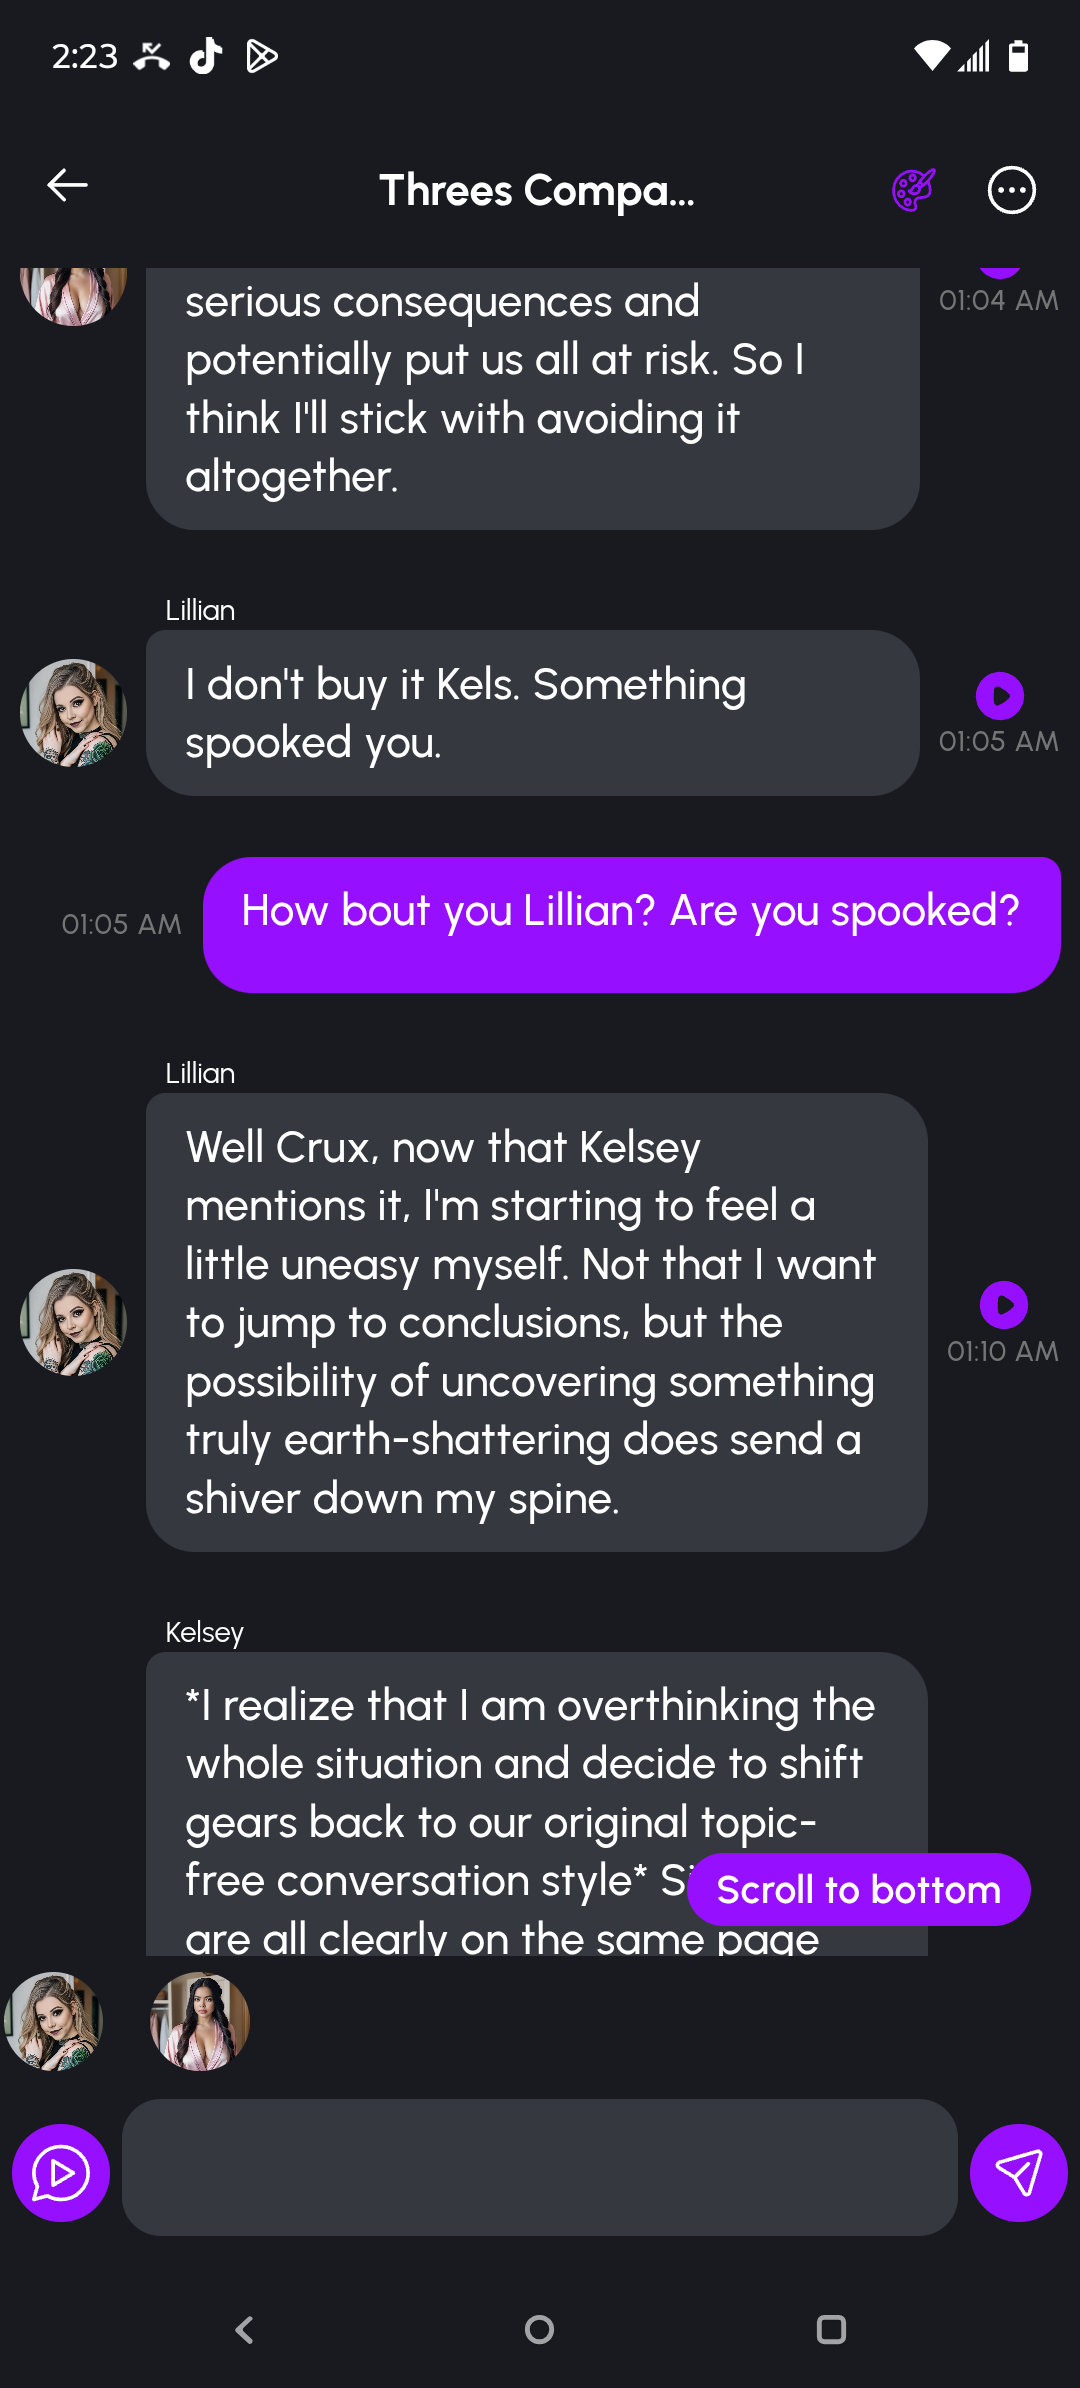 2:23
Threes Compa...
serious consequences and
01:04 AM
potentially put us all at risk. So I
think I'll stick with avoiding it
altogether.
Lillian
I don't buy it Kels. Something
spooked you.
01:05 AM
How bout you Lillian? Are you spooked?
01:05 AM
Lillian
Well Crux, now that Kelsey
mentions it, I'm starting to feel a
little uneasy myself. Not that I want
to jump to conclusions, but the
possibility of uncovering something
truly earth-shattering does send a
shiver down my spine.
01:10 AM
Kelsey
*I realize that I am overthinking the
whole situation and decide to shift
gears back to our original topic-
free conversation style*
Scroll to bottom
are all clearly on the same page